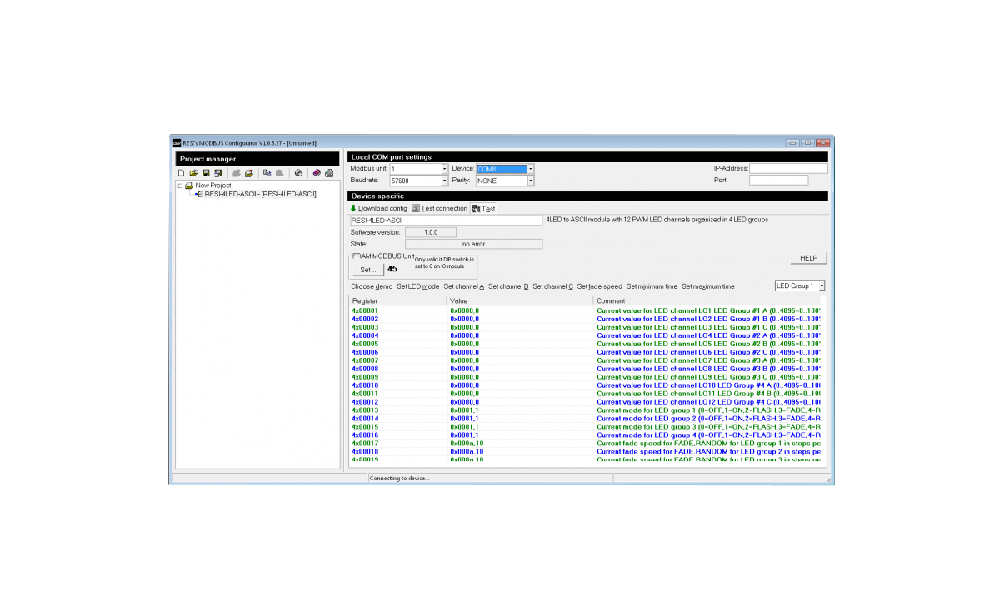 RESI's MODBUS Configurator V1.0.5.27 - [Unnamed]
Project manager
New Project
RESI-4LED-ASCII - [RESI-4LED-ASCII]
Local COM port settings
Modbus unit 1 Device: COM8 IP-Address:
Baudrate: 57600 Parity: NONE Port:
Device specific
Download config Test connection Test
RESI-4LED-ASCII 4LED to ASCII module with 12 PWM LED channels organized in 4 LED groups
Software version: 1.0.0
State: no error
FRAM MODBUS Unit
Set... 45 Only valid if DIP switch is
set to 0 on IO module
HELP
Choose demo Set LED mode Set channel A Set channel B Set channel C Set fade speed Set minimum time Set maximum time LED Group 1
Register Value Comment
4x00001 0x0000,0 Current value for LED channel LO1 LED Group #1 A (0..4095=0..100
4x00002 0x0000,0 Current value for LED channel LO2 LED Group #1 B (0..4095=0..100
4x00003 0x0000,0 Current value for LED channel LO3 LED Group #1 C (0..4095=0..100
4x00004 0x0000,0 Current value for LED channel LO4 LED Group #2 A (0..4095=0..100
4x00005 0x0000,0 Current value for LED channel LO5 LED Group #2 B (0..4095=0..100
4x00006 0x0000,0 Current value for LED channel LO6 LED Group #2 C (0..4095=0..100
4x00007 0x0000,0 Current value for LED channel LO7 LED Group #3 A (0..4095=0..100
4x00008 0x0000,0 Current value for LED channel LO8 LED Group #3 B (0..4095=0..100
4x00009 0x0000,0 Current value for LED channel LO9 LED Group #3 C (0..4095=0..100
4x00010 0x0000,0 Current value for LED channel LO10 LED Group #4 A (0..4095=0..10
4x00011 0x0000,0 Current value for LED channel LO11 LED Group #4 B (0..4095=0..10
4x00012 0x0000,0 Current value for LED channel LO12 LED Group #4 C (0..4095=0..10
4x00013 0x0001,1 Current mode for LED group 1 (0=OFF,1=ON,2=FLASH,3=FADE,4=R
4x00014 0x0001,1 Current mode for LED group 2 (0=OFF,1=ON,2=FLASH,3=FADE,4=R
4x00015 0x0001,1 Current mode for LED group 3 (0=OFF,1=ON,2=FLASH,3=FADE,4=R
4x00016 0x0001,1 Current mode for LED group 4 (0=OFF,1=ON,2=FLASH,3=FADE,4=R
4x00017 0x000a,10 Current fade speed for FADE,RANDOM for LED group 1 in steps pe
4x00018 0x000a,10 Current fade speed for FADE,RANDOM for LED group 2 in steps pe
4x00019 0x000a,10 Current fade speed for FADE,RANDOM for LED group 3 in steps pe
Connecting to device...